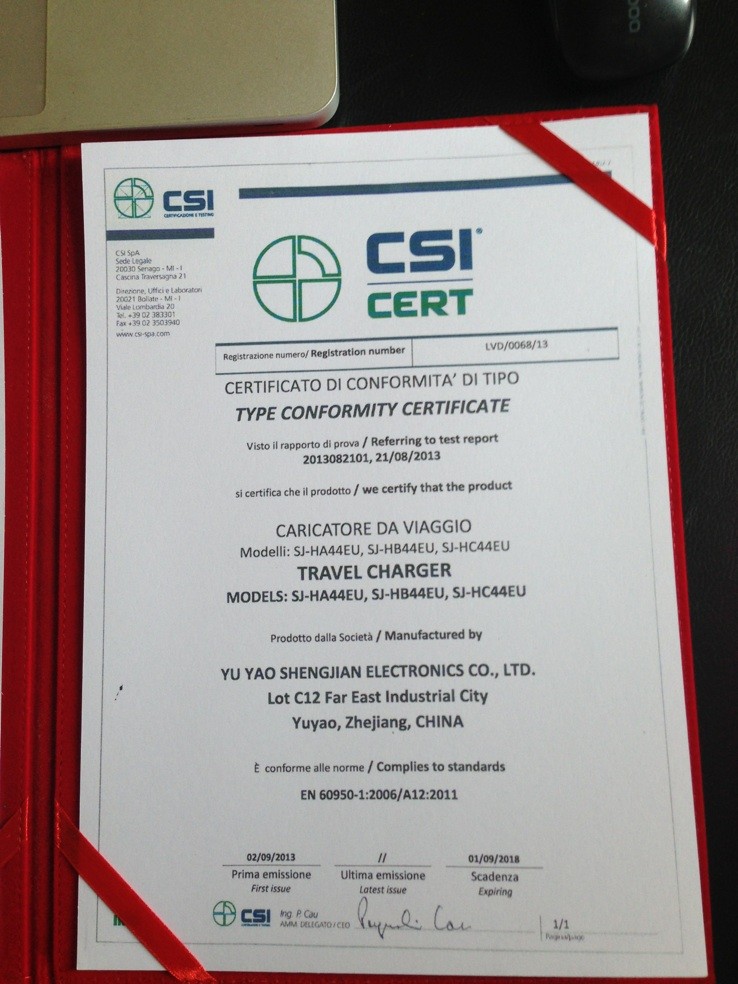 CSI
CERTIFICAZIONE E TESTING
CSI SpA
Sede Legale
20030 Senago - MI - I
Cascina Traversagna 21
Direzione, Uffici e Laboratori
20021 Bollate - MI - I
Viale Lombardia 20
Tel. +39 02 383301
Fax +39 02 3503940
www.csi-spa.com
CSI®
CERT
Registrazione numero/ Registration number
LVD/0068/13
CERTIFICATO DI CONFORMITA' DI TIPO
TYPE CONFORMITY CERTIFICATE
Visto il rapporto di prova / Referring to test report
2013082101, 21/08/2013
si certifica che il prodotto / we certify that the product
CARICATORE DA VIAGGIO
Modelli: SJ-HA44EU, SJ-HB44EU, SJ-HC44EU
TRAVEL CHARGER
MODELS: SJ-HA44EU, SJ-HB44EU, SJ-HC44EU
Prodotto dalla Società / Manufactured by
YU YAO SHENGJIAN ELECTRONICS CO., LTD.
Lot C12 Far East Industrial City
Yuyao, Zhejiang, CHINA
È conforme alle norme / Complies to standards
EN 60950-1:2006/A12:2011
02/09/2013
Prima emissione
First issue
//
Ultima emissione
Latest issue
01/09/2018
Scadenza
Expiring
CSI
Ing. P. Cau
AMM. DELEGATO / CEO
1/1
Pagina/page